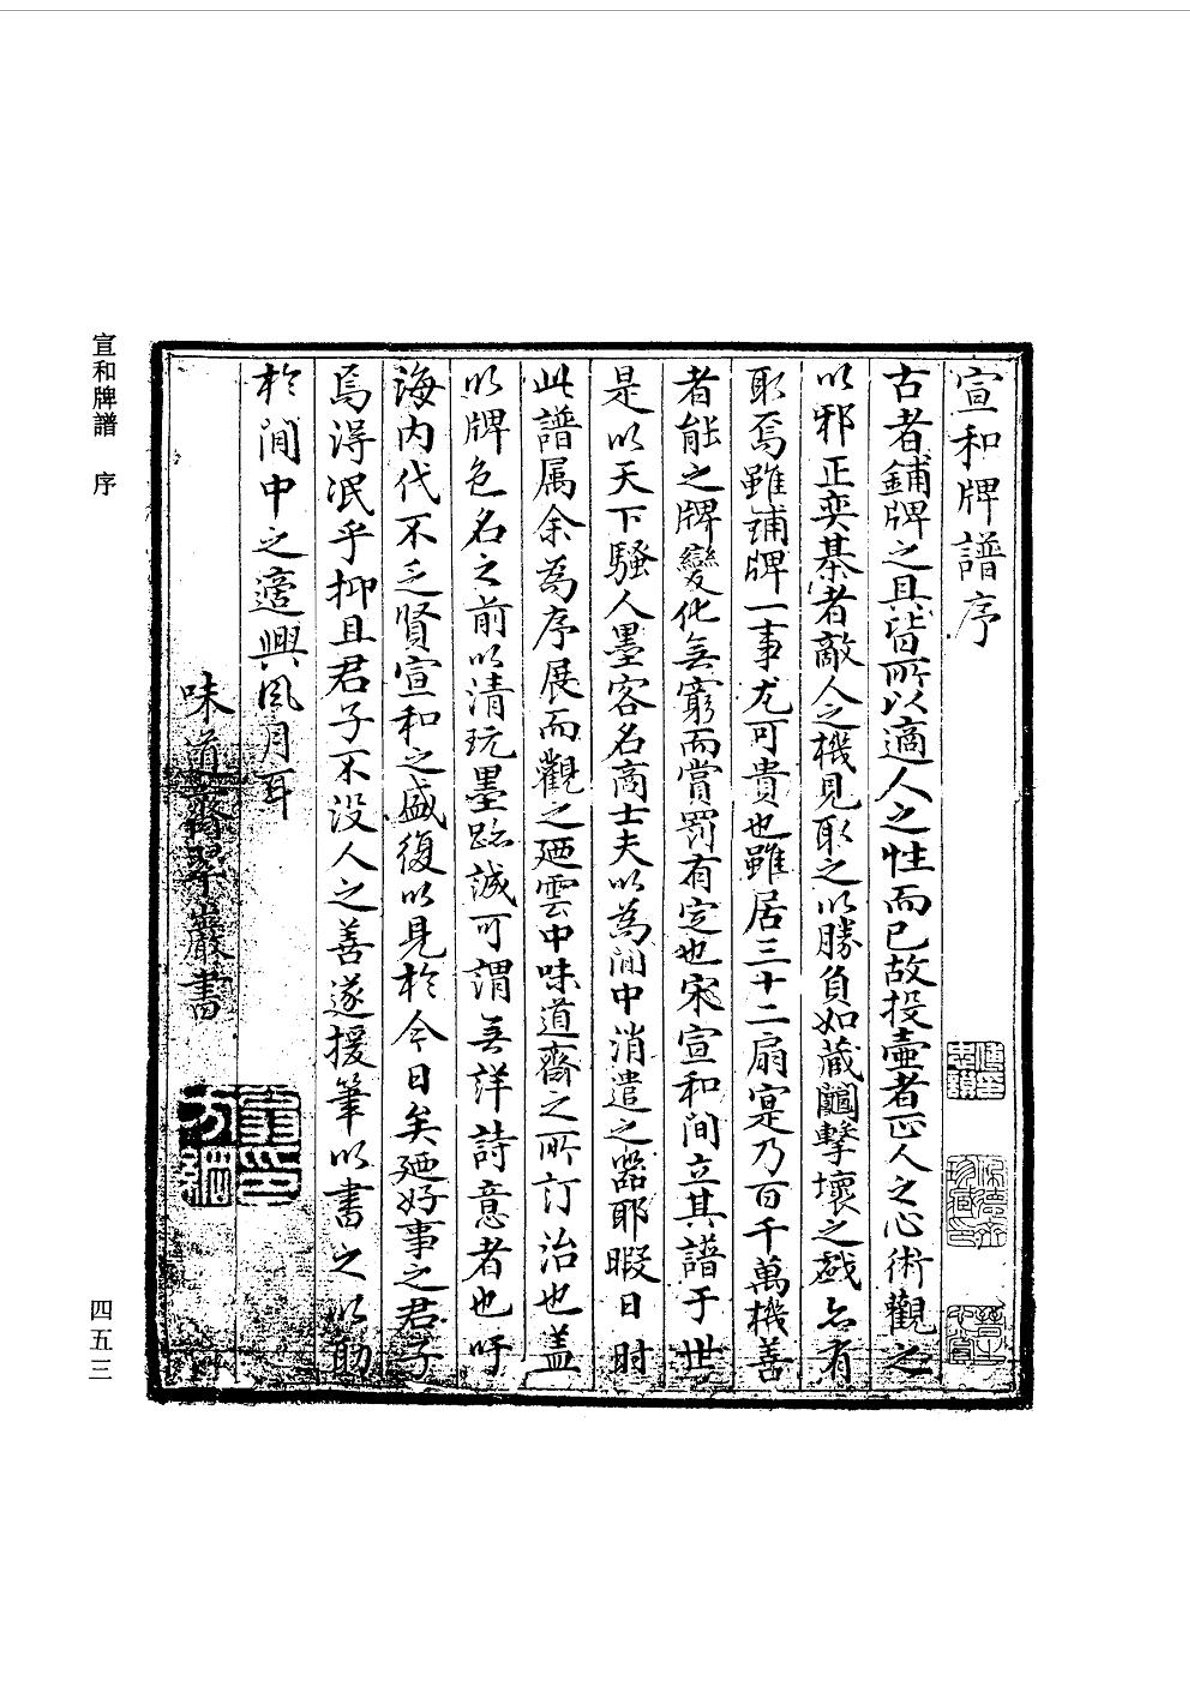 宣和牌譜序
古者鋪牌之具皆所以適人之性而已故投壷者正人之心術觀之
以邪正奕棊者敵人之機見取之以勝負如蔵鬮擊壤之戯亦有
取焉雖鋪牌一事尤可貴也雖居三十二扇寔乃百千萬機善
者能之牌變化無窮而賞罰有定也宋宣和間立其譜于世
是以天下騷人墨客名商士夫以為閒中消遣之器耶暇日时
此譜属余為序展而觀之廼雲中味道齋之所訂治也盖
以牌色名之前以清玩墨跡誠可謂無詳詩意者也吁
海内代不乏賢宣和之盛復以見於今日矣廼好事之君子
焉淂泯乎抑且君子不没人之善遂援筆以書之以助
於閒中之適興風月耳
味道齋翠巖書
宣和牌譜 序
四五三